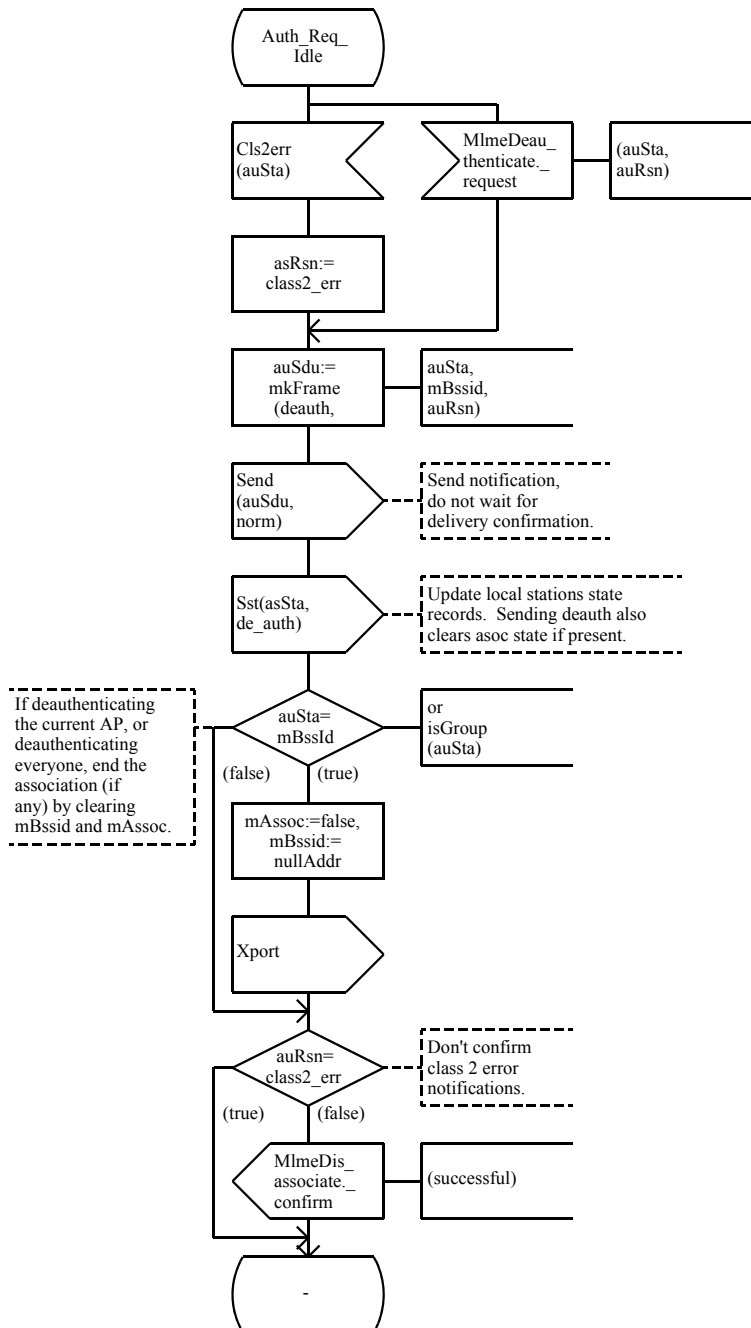 Auth_Req_
Idle
Cls2err
(auSta)
MlmeDeau_
thenticate._
request
(auSta,
auRsn)
asRsn:=
class2_err
auSdu:=
mkFrame
(deauth,
auSta,
mBssid,
auRsn)
Send
(auSdu,
norm)
Send notification,
do not wait for
delivery confirmation.
Sst(asSta,
de_auth)
Update local stations state
records.  Sending deauth also
clears asoc state if present.
If deauthenticating
the current AP, or
deauthenticating
everyone, end the
association (if
any) by clearing
mBssid and mAssoc.
auSta=
mBssId
or
isGroup
(auSta)
(false)
(true)
mAssoc:=false,
mBssid:=
nullAddr
Xport
auRsn=
class2_err
Don't confirm
class 2 error
notifications.
(true)
(false)
MlmeDis_
associate._
confirm
(successful)
-